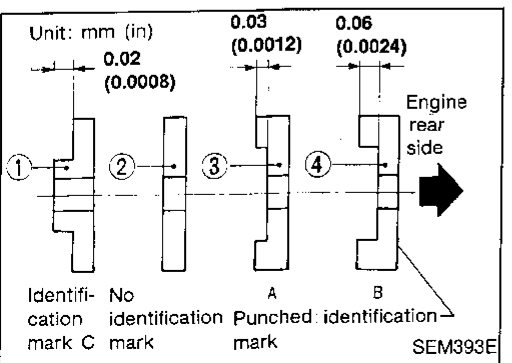 Unit: mm (in)
0.02
(0.0008)
0.03
(0.0012)
0.06
(0.0024)
Engine
rear
side
1
2
3
4
Identifi-
cation
mark C
No
identification
mark
A
B
Punched: identification
mark
SEM393E